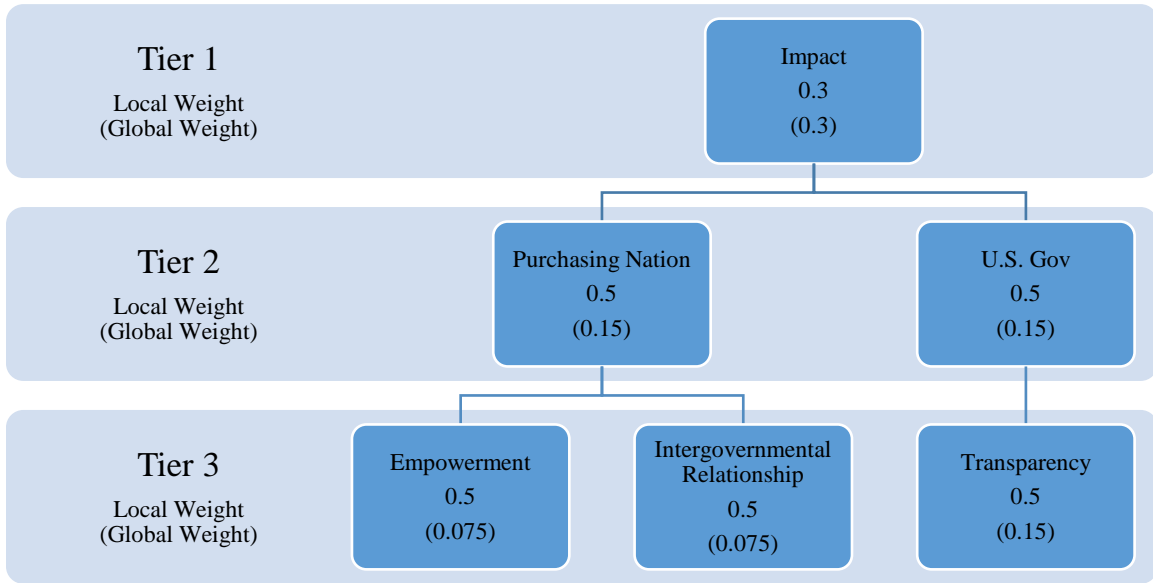 Tier 1
Local Weight
(Global Weight)
Impact
0.3
(0.3)
Tier 2
Local Weight
(Global Weight)
Purchasing Nation
0.5
(0.15)
U.S. Gov
0.5
(0.15)
Tier 3
Local Weight
(Global Weight)
Empowerment
0.5
(0.075)
Intergovernmental
Relationship
0.5
(0.075)
Transparency
0.5
(0.15)